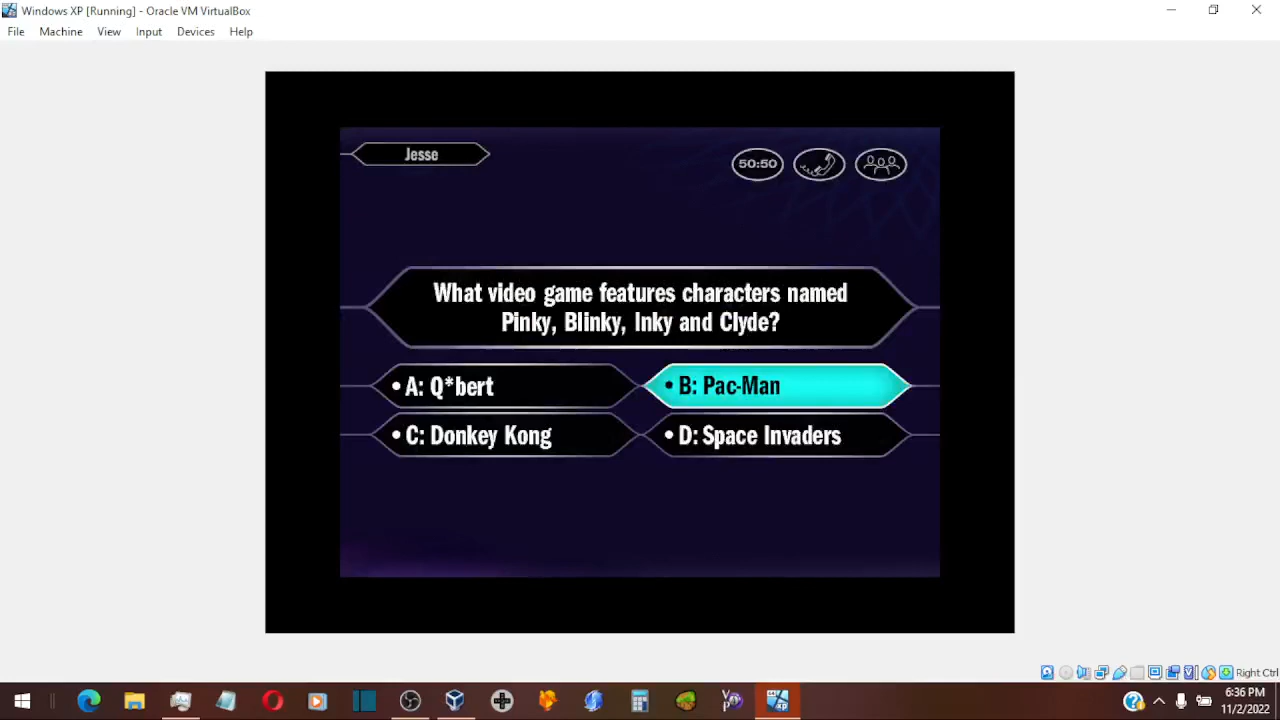 Windows XP [Running] - Oracle VM VirtualBox
File Machine View Input Devices Help
Jesse
50:50
What video game features characters named
Pinky, Blinky, Inky and Clyde?
• A: Q*bert
• B: Pac-Man
• C: Donkey Kong
• D: Space Invaders
Right Ctrl
6:36 PM
11/2/2022